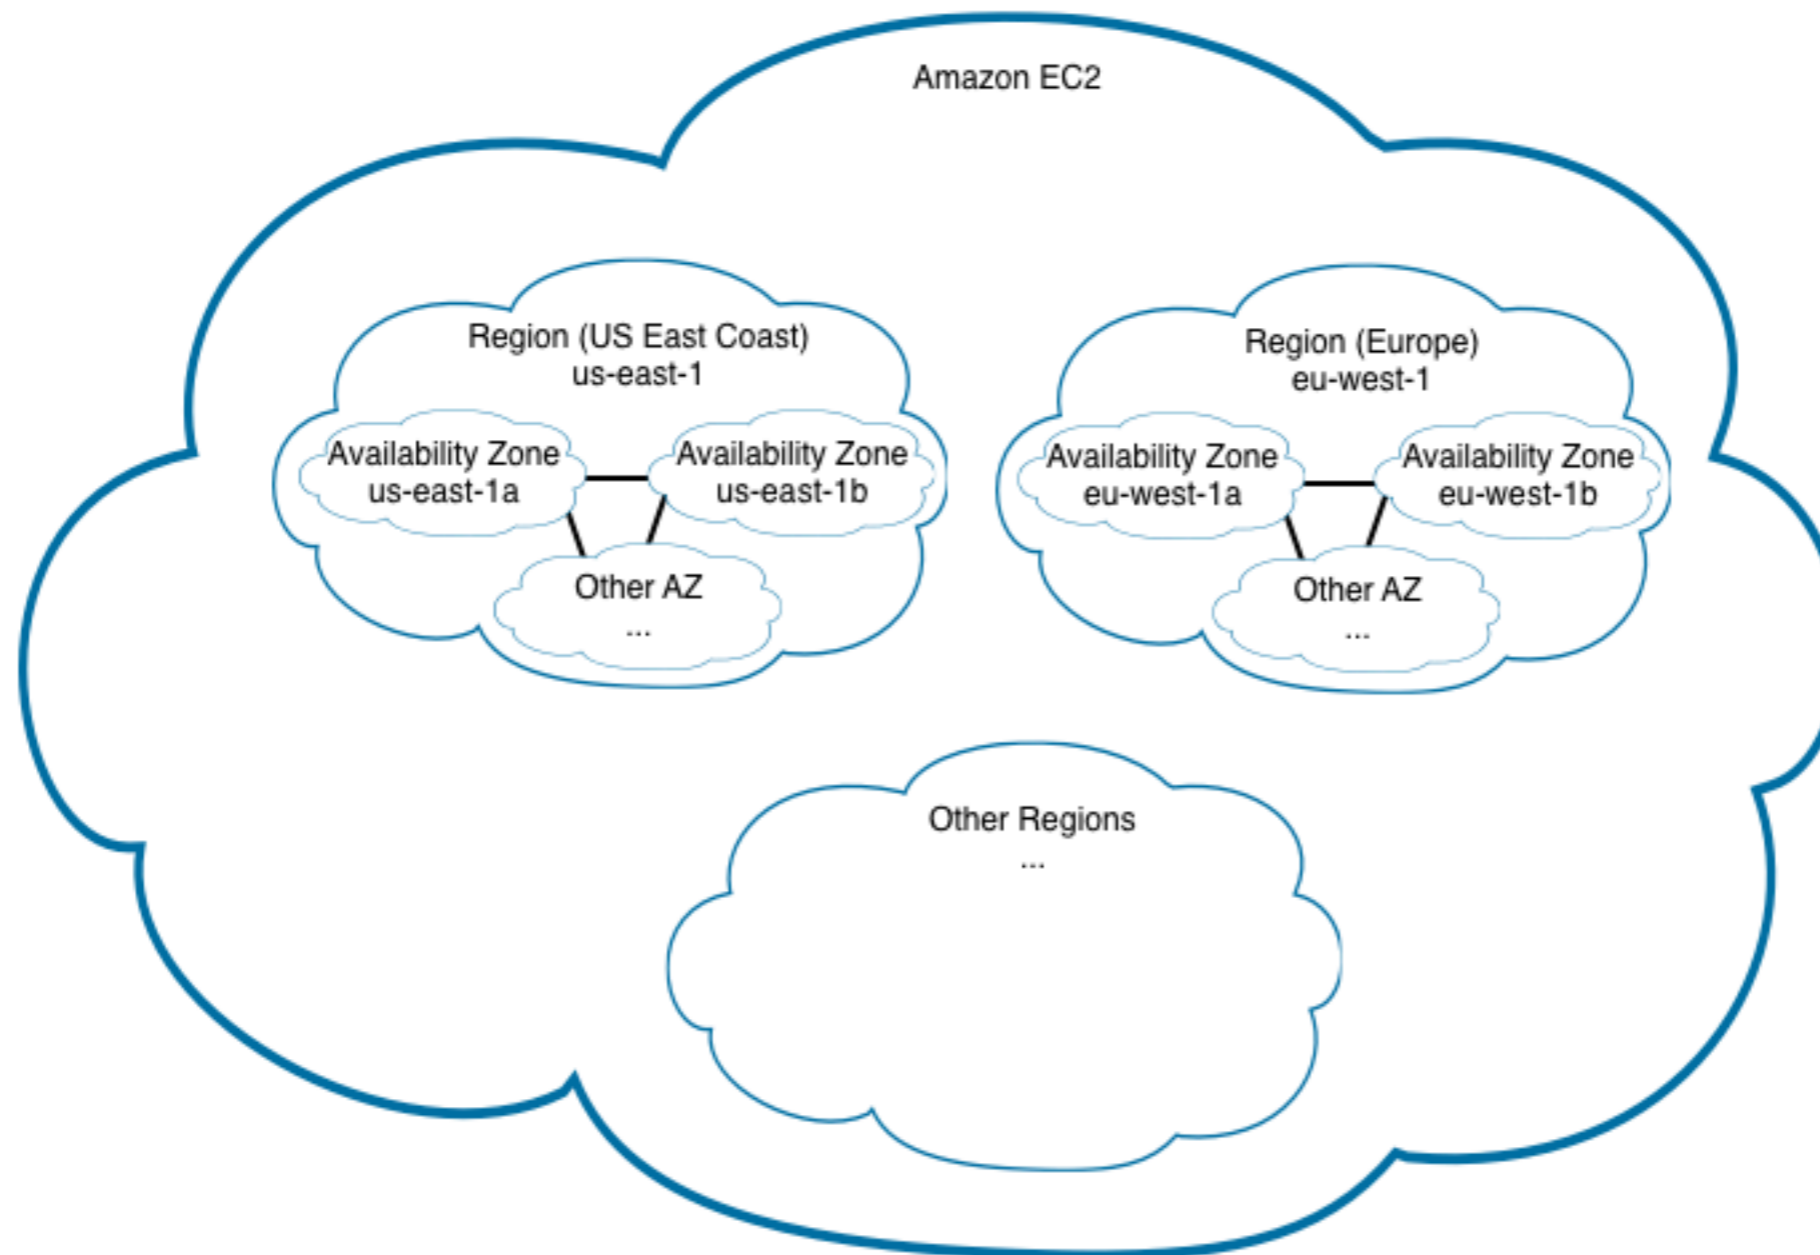 Amazon EC2
Region (US East Coast)
us-east-1
Availability Zone
us-east-1a
Availability Zone
us-east-1b
Other AZ
...
Region (Europe)
eu-west-1
Availability Zone
eu-west-1a
Availability Zone
eu-west-1b
Other AZ
...
Other Regions
...